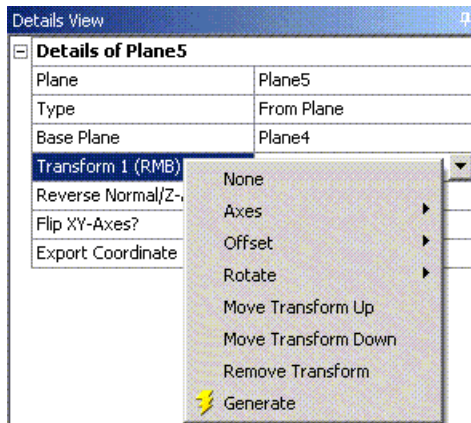 Details View
Details of Plane5
Plane Plane5
Type From Plane
Base Plane Plane4
Transform 1 (RMB)
Reverse Normal/Z-
Flip XY-Axes?
Export Coordinate
None
Axes
Offset
Rotate
Move Transform Up
Move Transform Down
Remove Transform
Generate